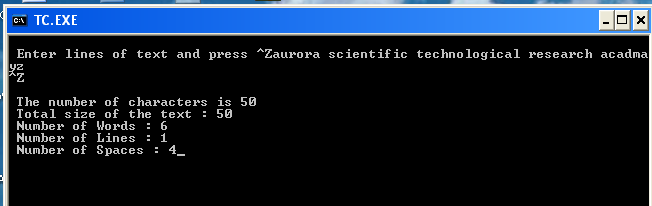 TC.EXE
Enter lines of text and press ^Zaurora scientific technological research acadma
yz
^Z
The number of characters is 50
Total size of the text : 50
Number of Words : 6
Number of Lines : 1
Number of Spaces : 4_